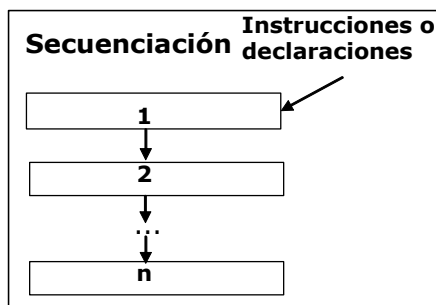 Secuenciación
Instrucciones o
declaraciones
1
2
...
n